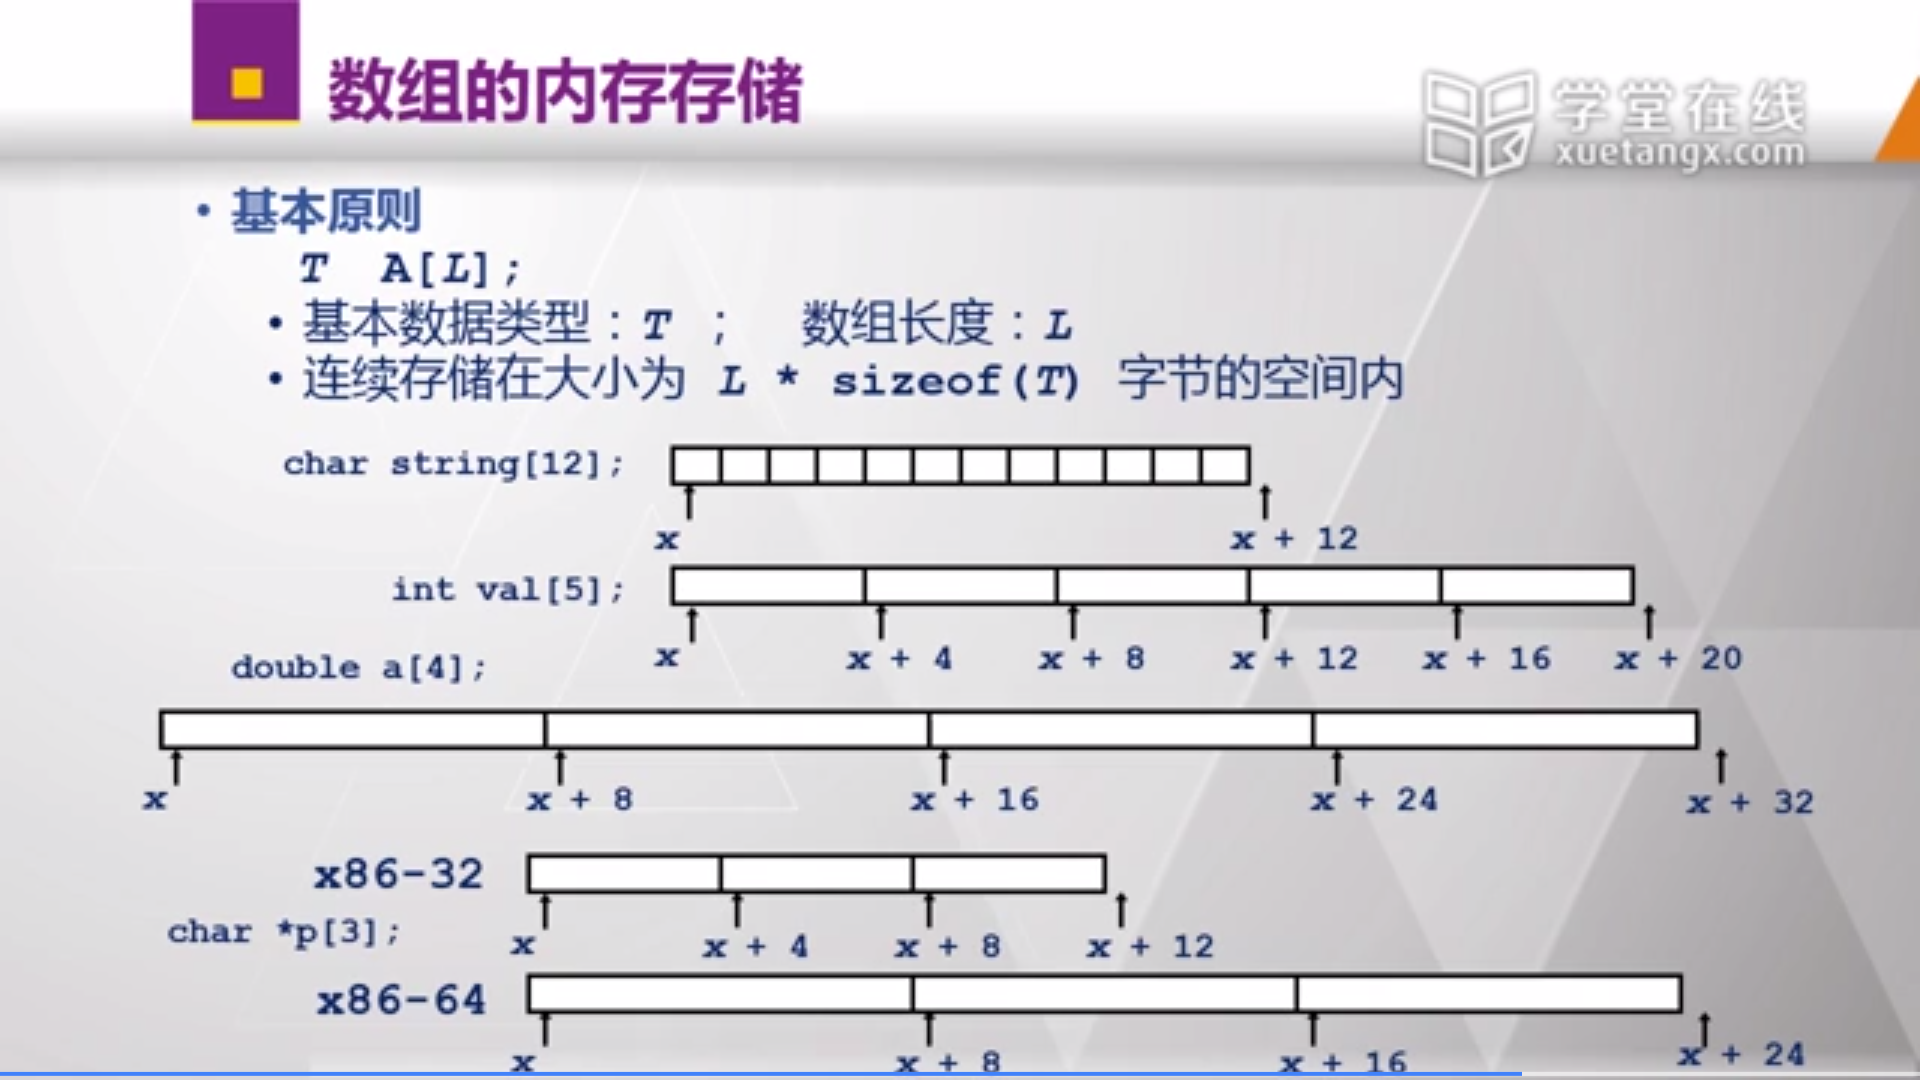 数组的内存存储
学堂在线
xuetangx.com
• 基本原则
T A[L];
• 基本数据类型：T ； 数组长度：L
• 连续存储在大小为 L * sizeof(T) 字节的空间内
char string[12];
x x + 12
int val[5];
x x + 4 x + 8 x + 12 x + 16 x + 20
double a[4];
x x + 8 x + 16 x + 24 x + 32
x86-32
char *p[3];
x x + 4 x + 8 x + 12
x86-64
x x + 8 x + 16 x + 24